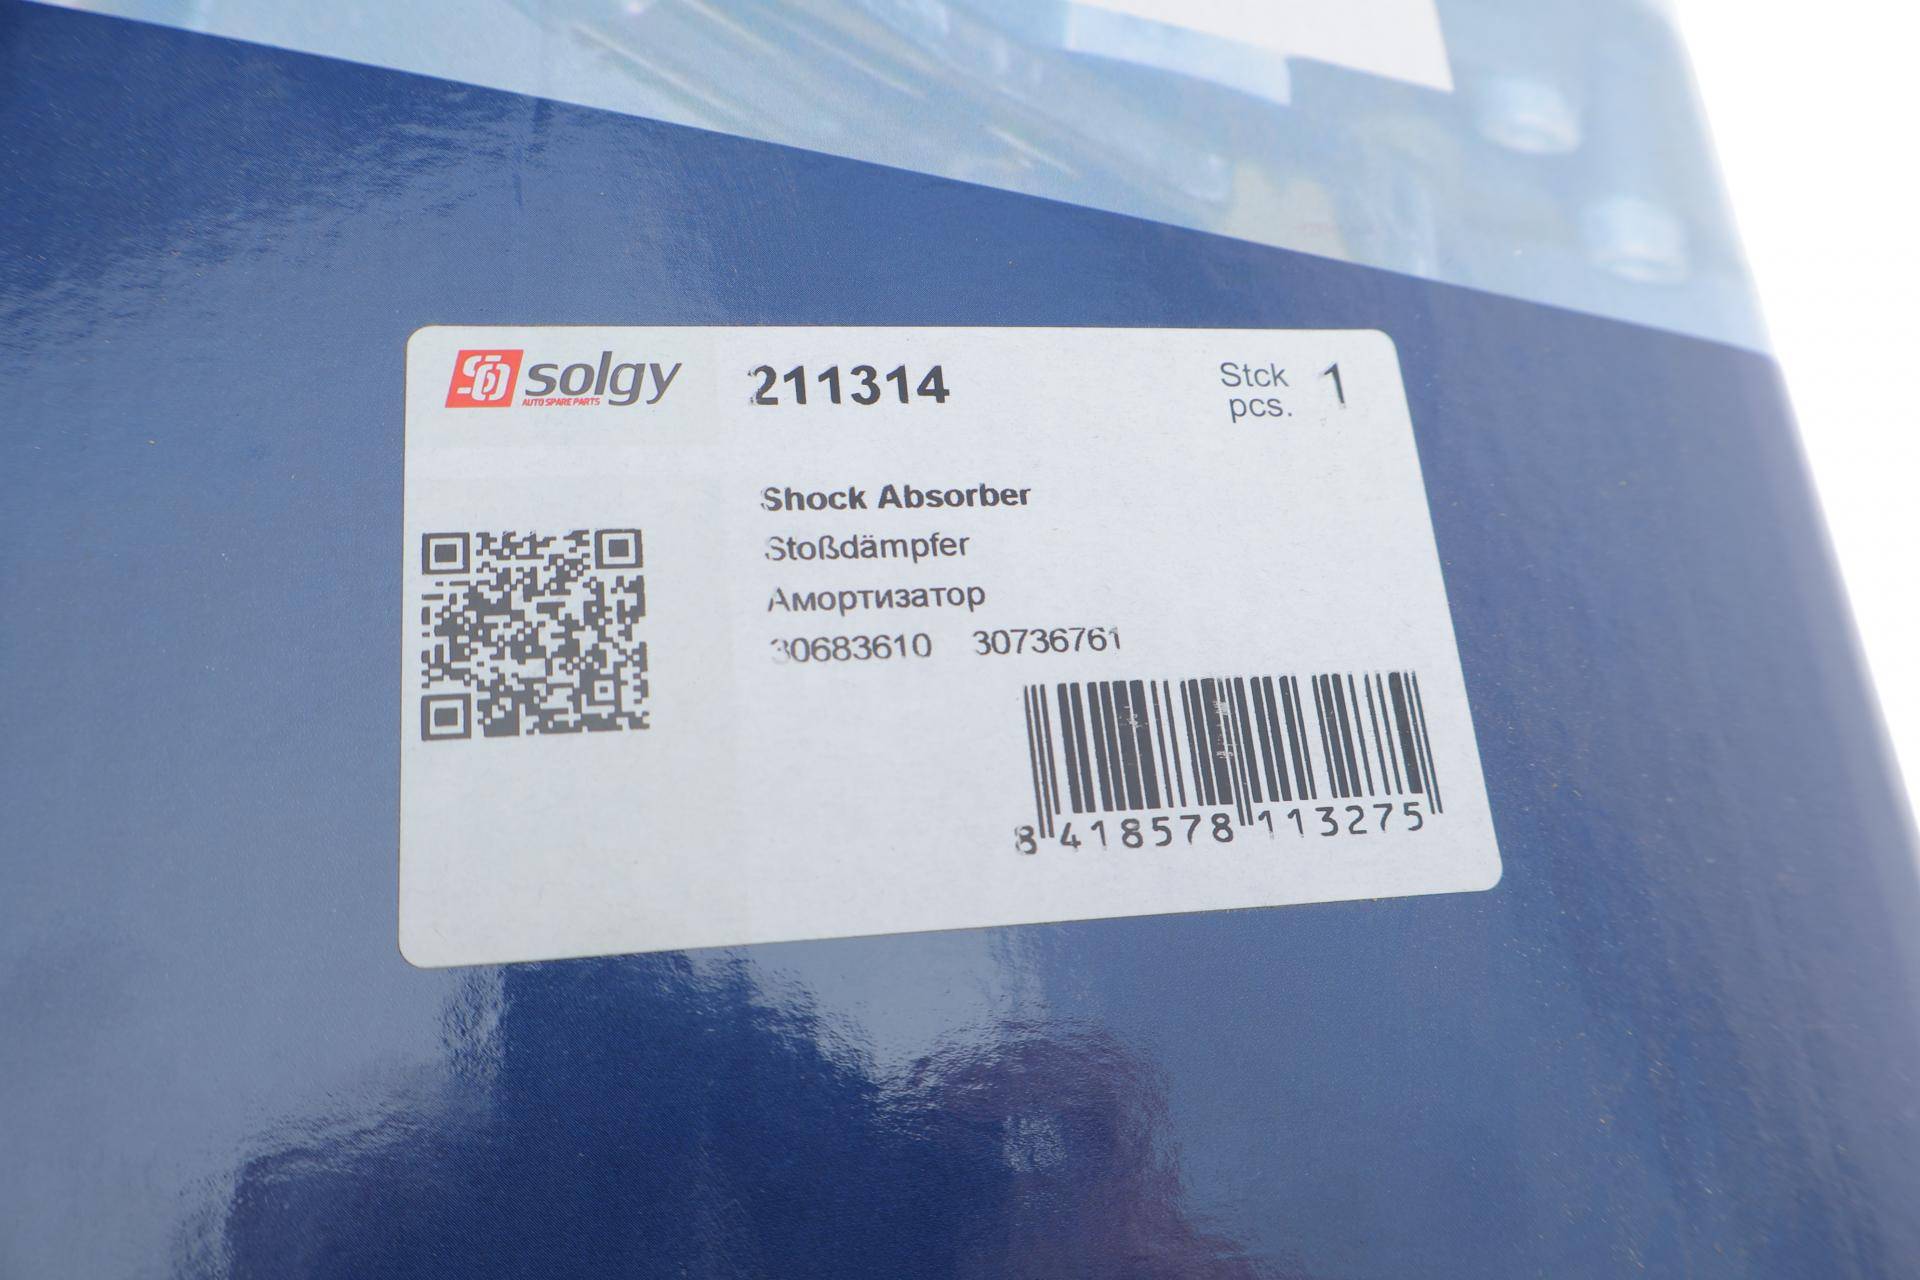 solgy
AUTO SPARE PARTS
211314
Stck
pcs. 1
Shock Absorber
Stoßdämpfer
Амортизатор
30683610 30736761
8 418578 113275